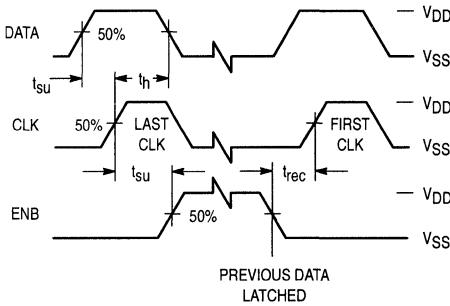 DATA 50% V_DD
V_SS
t_su t_h
CLK 50% LAST CLK FIRST CLK V_DD
V_SS
t_su t_rec
ENB 50% V_DD
V_SS
PREVIOUS DATA
LATCHED